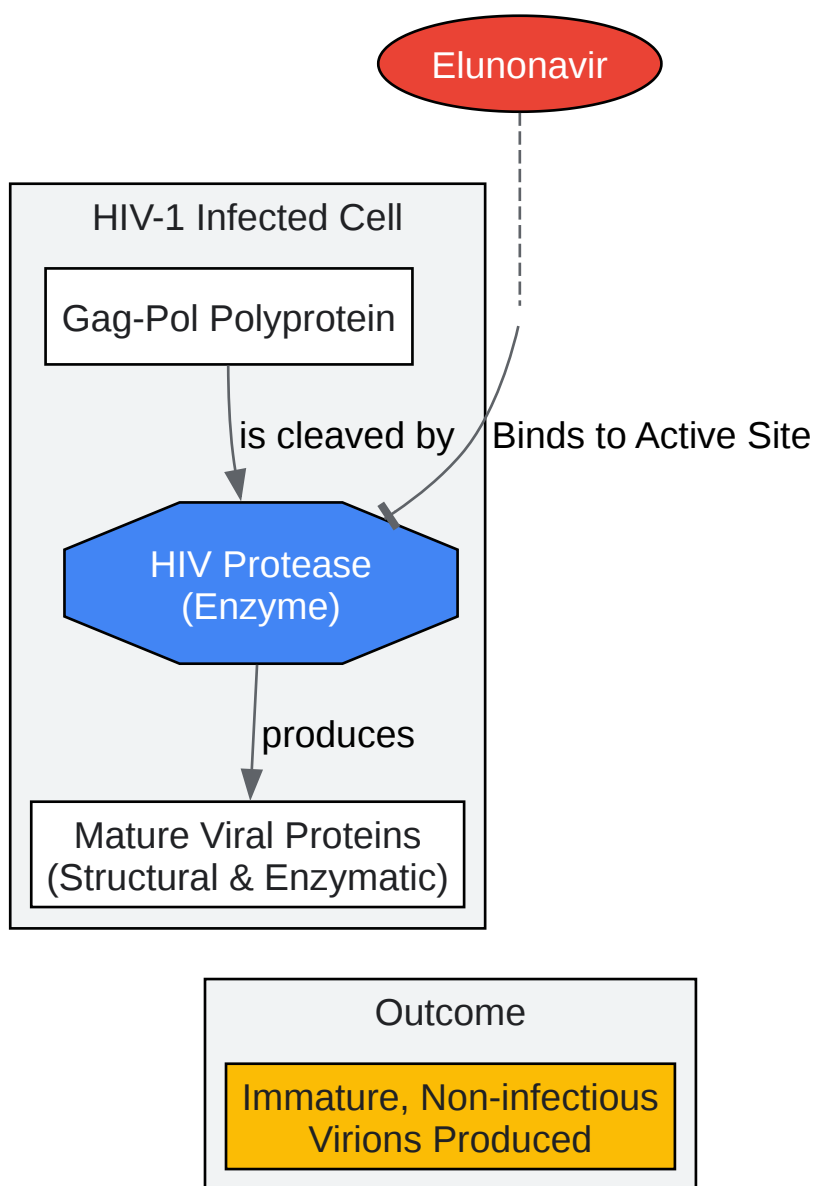 Elunonavir
HIV-1 Infected Cell
Gag-Pol Polyprotein
is cleaved by
Binds to Active Site
HIV Protease
(Enzyme)
produces
Mature Viral Proteins
(Structural & Enzymatic)
Outcome
Immature, Non-infectious
Virions Produced